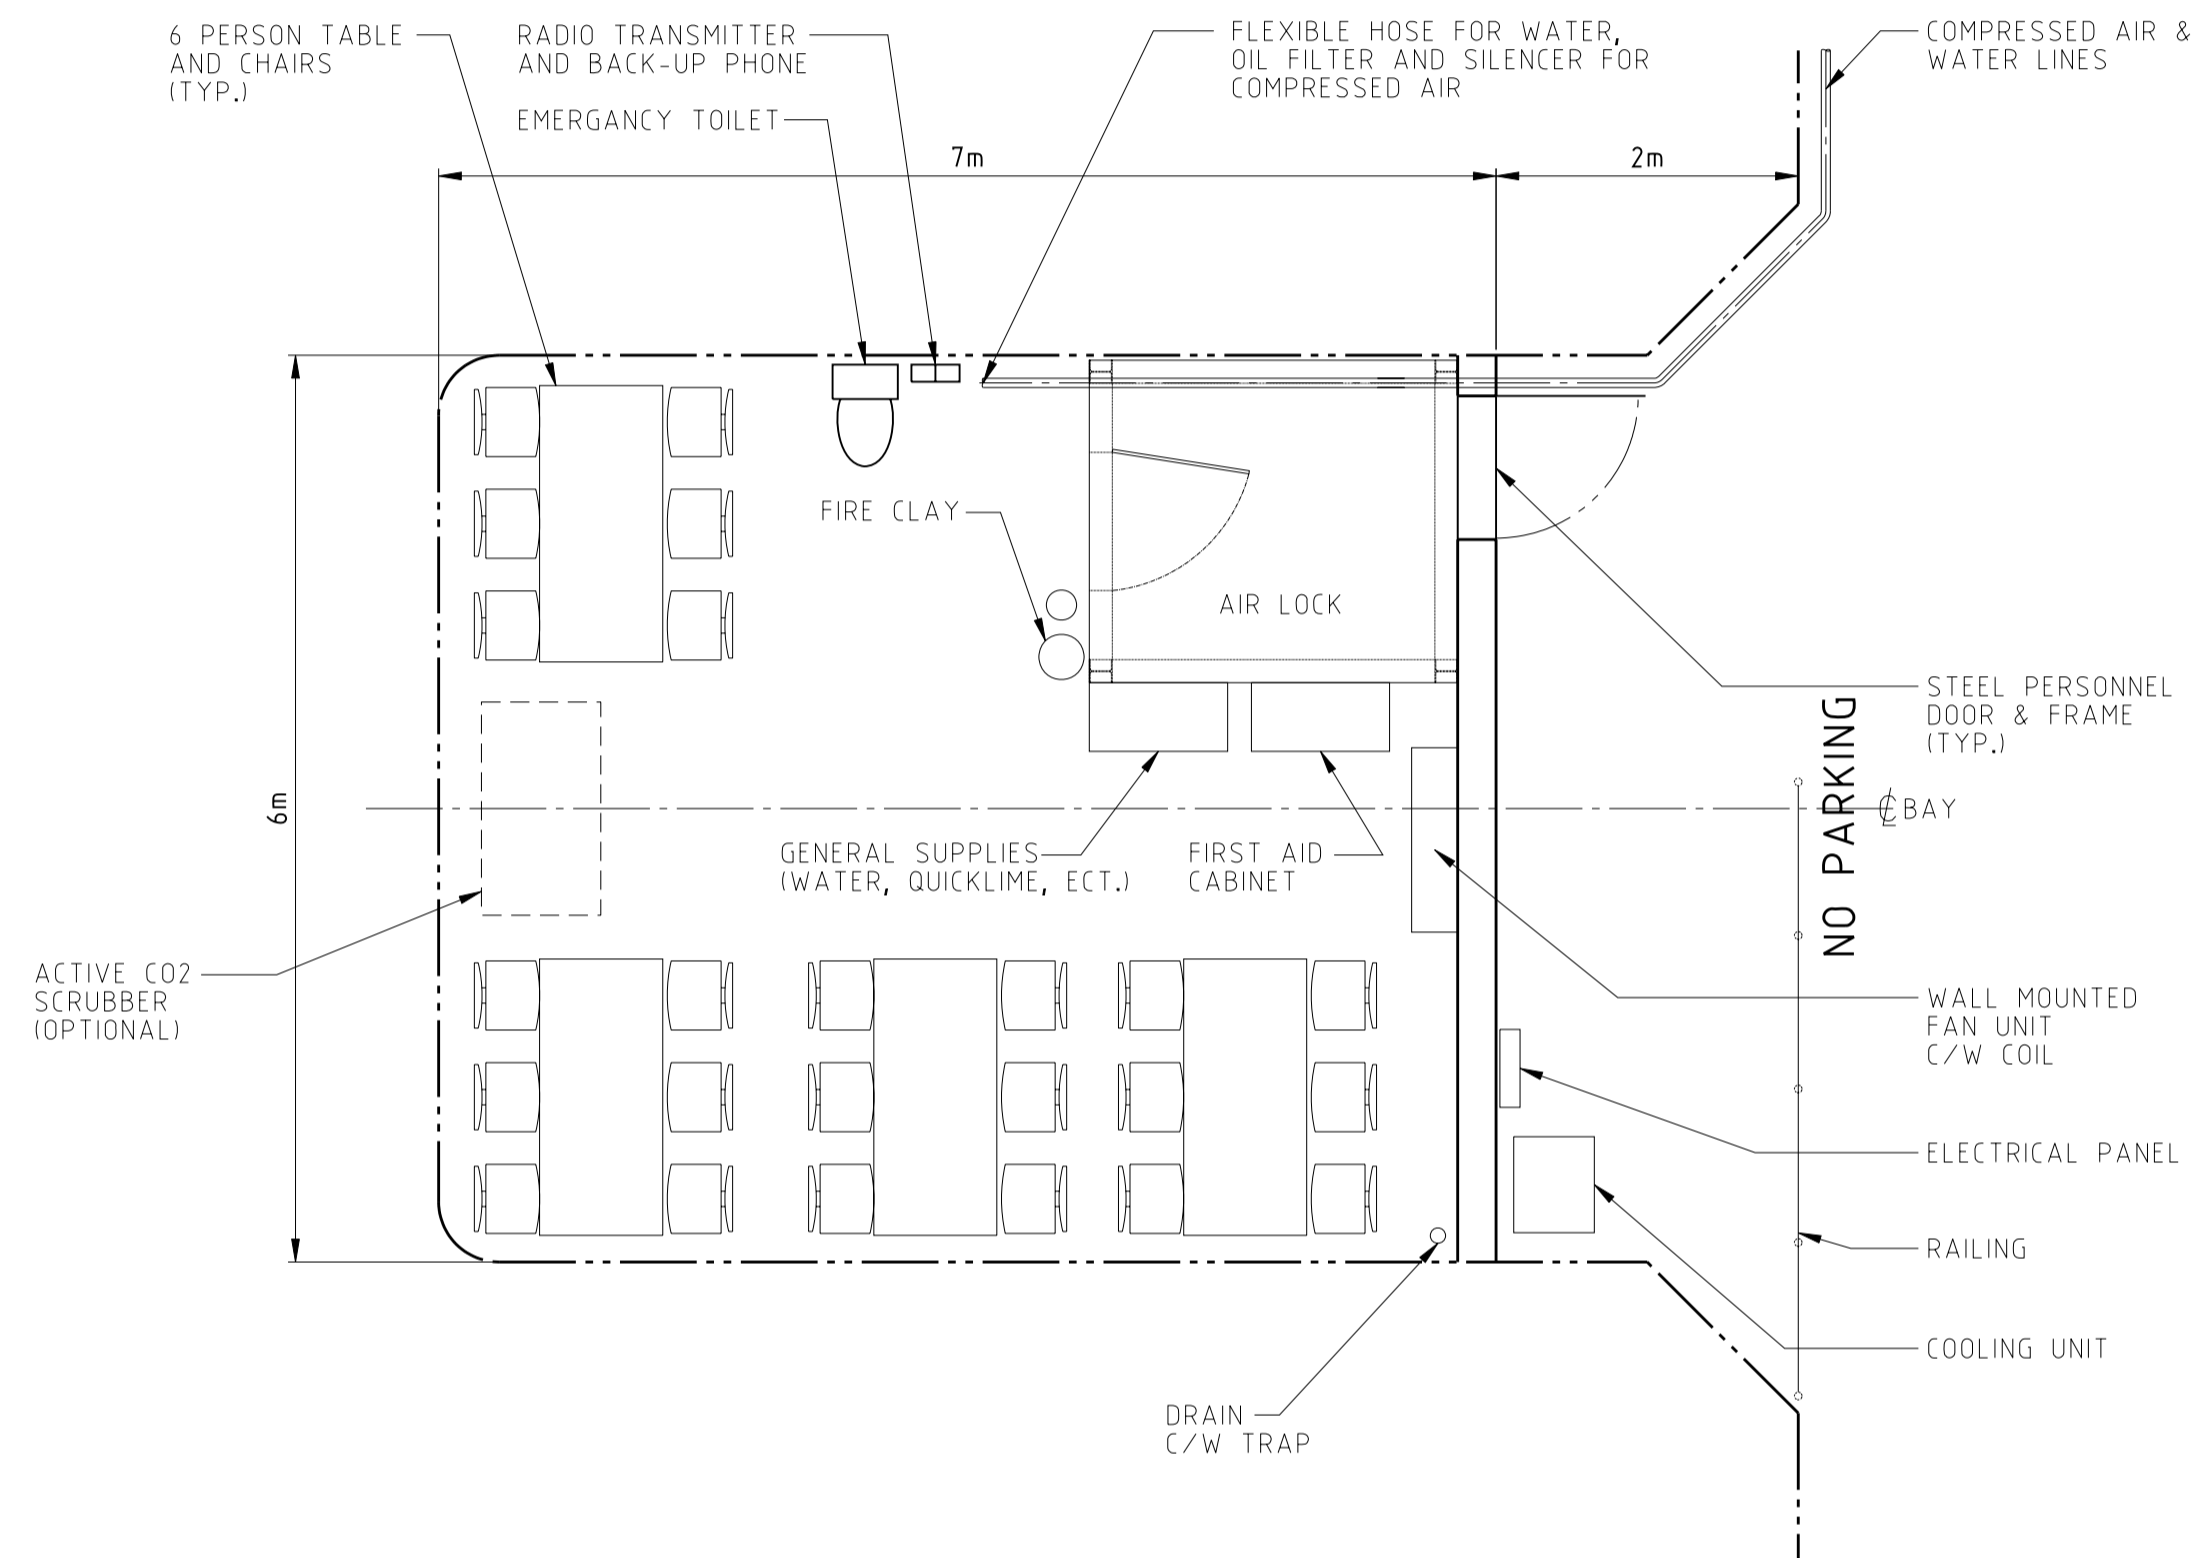 6 PERSON TABLE
AND CHAIRS
(TYP.)
RADIO TRANSMITTER
AND BACK-UP PHONE
EMERGANCY TOILET
FLEXIBLE HOSE FOR WATER,
OIL FILTER AND SILENCER FOR
COMPRESSED AIR
COMPRESSED AIR &
WATER LINES
7m
2m
FIRE CLAY
AIR LOCK
STEEL PERSONNEL
DOOR & FRAME
(TYP.)
NO PARKING
6m
℄ BAY
GENERAL SUPPLIES
(WATER, QUICKLIME, ECT.)
FIRST AID
CABINET
ACTIVE CO2
SCRUBBER
(OPTIONAL)
WALL MOUNTED
FAN UNIT
C/W COIL
ELECTRICAL PANEL
RAILING
COOLING UNIT
DRAIN
C/W TRAP